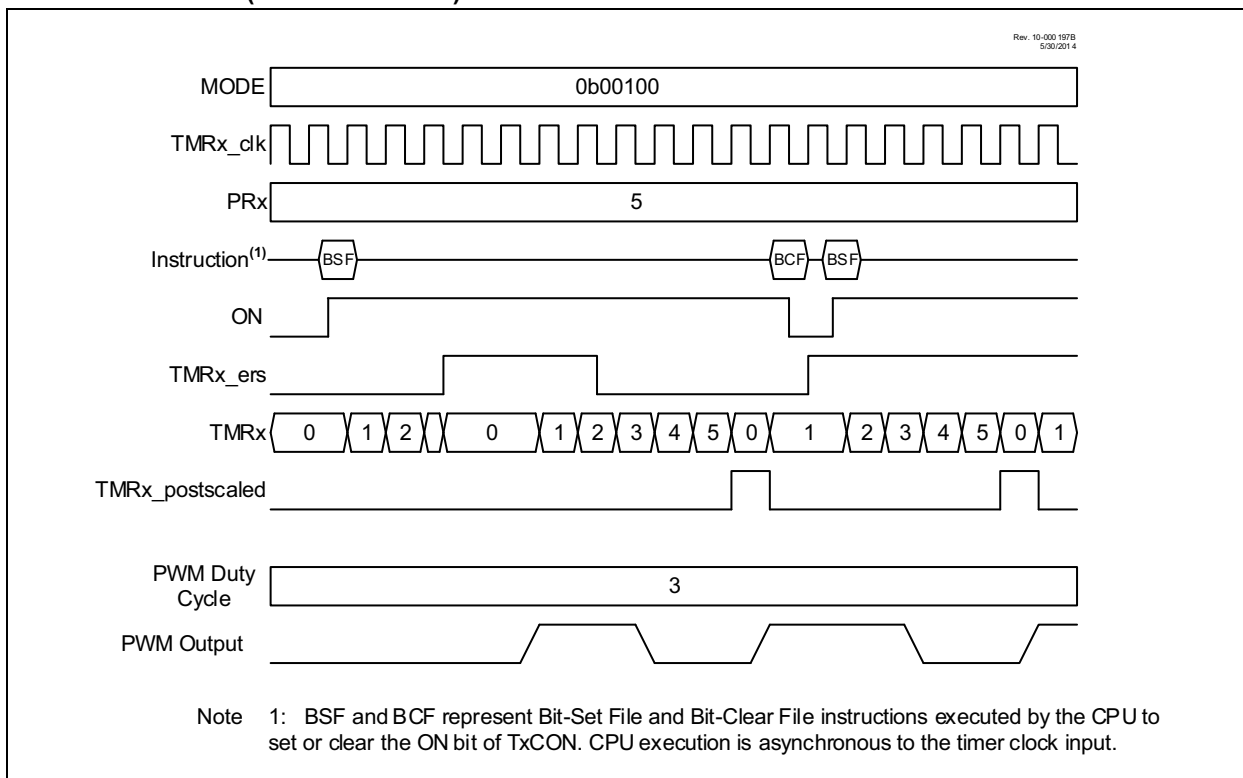 Rev. 10-000 197B
5/30/201 4
MODE
0b00100
TMRx_clk
PRx
5
Instruction(1)
BSF
BCF
BSF
ON
TMRx_ers
TMRx
0
1
2
0
1
2
3
4
5
0
1
2
3
4
5
0
1
TMRx_postscaled
PWM Duty
Cycle
3
PWM Output
Note 1: BSF and BCF represent Bit-Set File and Bit-Clear File instructions executed by the CPU to
set or clear the ON bit of TxCON. CPU execution is asynchronous to the timer clock input.